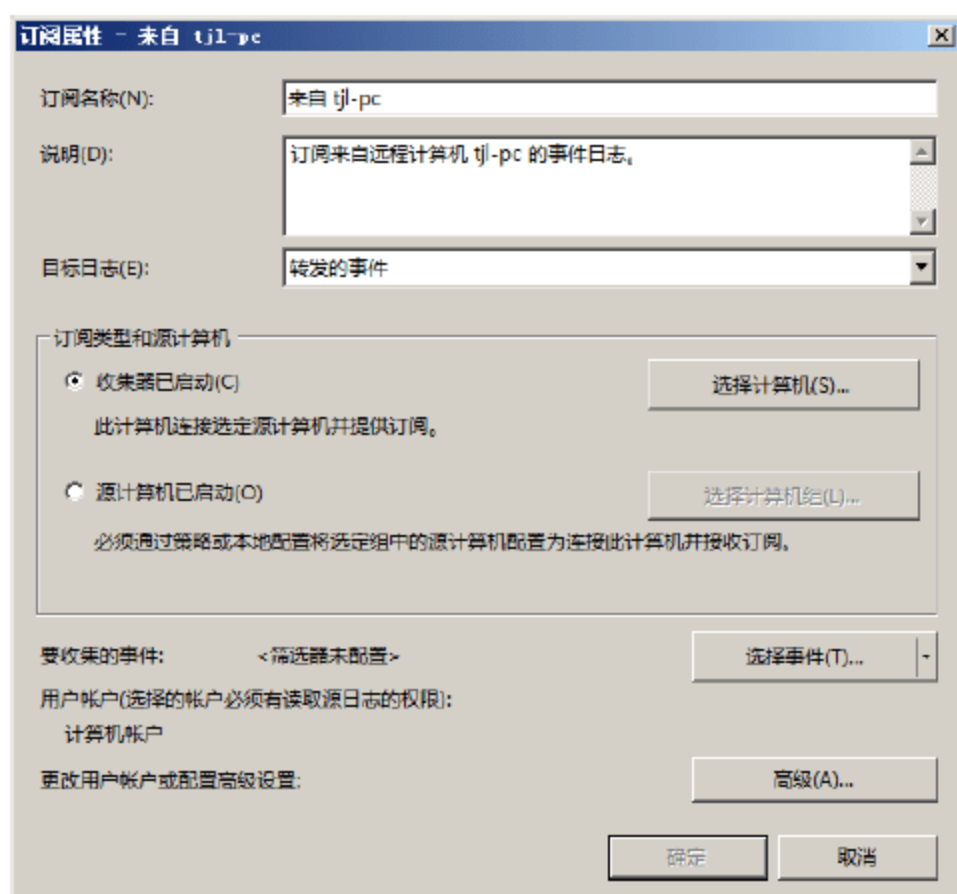 订阅属性 - 来自 tjl-pc
订阅名称(N): 来自 tjl-pc
说明(D): 订阅来自远程计算机 tjl-pc 的事件日志。
目标日志(E): 转发的事件
订阅类型和源计算机
收集器已启动(C) 选择计算机(S)...
此计算机连接选定源计算机并提供订阅。
源计算机已启动(O) 选择计算机组(L)...
必须通过策略或本地配置将选定组中的源计算机配置为连接此计算机并接收订阅。
要收集的事件: <筛选器未配置> 选择事件(T)...
用户帐户(选择的帐户必须有读取源日志的权限):
计算机帐户
更改用户帐户或配置高级设置: 高级(A)...
确定 取消